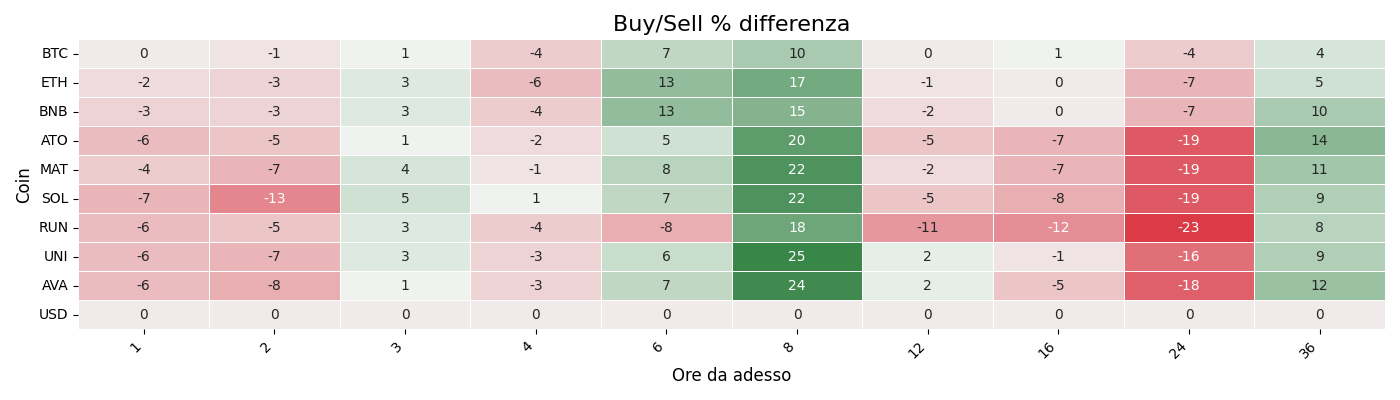 Buy/Sell % differenza
Coin
BTC 0 -1 1 -4 7 10 0 1 -4 4
ETH -2 -3 3 -6 13 17 -1 0 -7 5
BNB -3 -3 3 -4 13 15 -2 0 -7 10
ATO -6 -5 1 -2 5 20 -5 -7 -19 14
MAT -4 -7 4 -1 8 22 -2 -7 -19 11
SOL -7 -13 5 1 7 22 -5 -8 -19 9
RUN -6 -5 3 -4 -8 18 -11 -12 -23 8
UNI -6 -7 3 -3 6 25 2 -1 -16 9
AVA -6 -8 1 -3 7 24 2 -5 -18 12
USD 0 0 0 0 0 0 0 0 0 0
1 2 3 4 6 8 12 16 24 36
Ore da adesso